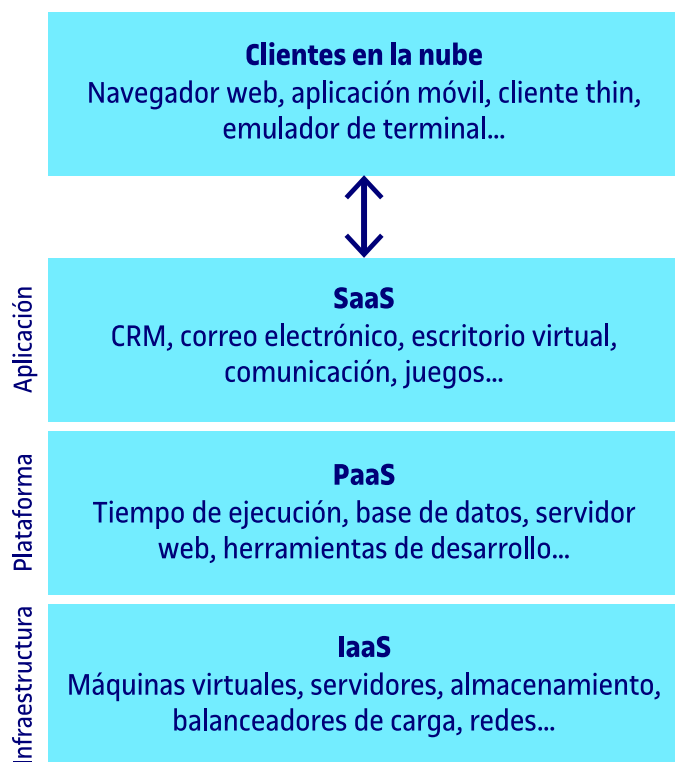 Clientes en la nube
Navegador web, aplicación móvil, cliente thin,
emulador de terminal...
Aplicación
SaaS
CRM, correo electrónico, escritorio virtual,
comunicación, juegos...
Plataforma
PaaS
Tiempo de ejecución, base de datos, servidor
web, herramientas de desarrollo...
Infraestructura
IaaS
Máquinas virtuales, servidores, almacenamiento,
balanceadores de carga, redes...